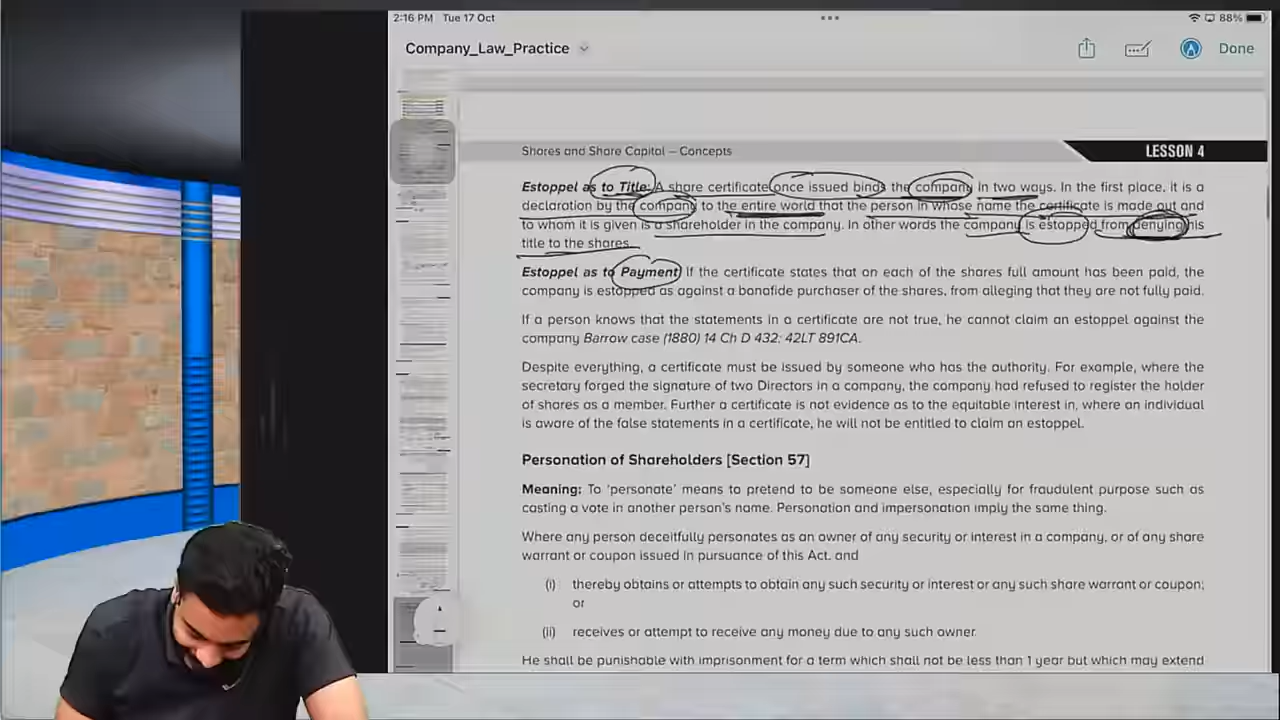 2:16 PM Tue 17 Oct
88%
Company_Law_Practice
Done
Shares and Share Capital – Concepts
LESSON 4
Estoppel as to Title: A share certificate once issued binds the company in two ways. In the first place, it is a
declaration by the company to the entire world that the person in whose name the certificate is made out and
to whom it is given is a shareholder in the company. In other words the company is estopped from denying his
title to the shares.
Estoppel as to Payment: If the certificate states that on each of the shares full amount has been paid, the
company is estopped as against a bonafide purchaser of the shares, from alleging that they are not fully paid.
If a person knows that the statements in a certificate are not true, he cannot claim an estoppel against the
company Barrow case (1880) 14 Ch D 432; 42LT 891CA.
Despite everything, a certificate must be issued by someone who has the authority. For example, where the
secretary forged the signature of two Directors in a company, the company had refused to register the holder
of shares as a member. Further a certificate is not evidence as to the equitable interest in, where an individual
is aware of the false statements in a certificate, he will not be entitled to claim an estoppel.
Personation of Shareholders [Section 57]
Meaning: To ‘personate’ means to pretend to be someone else, especially for fraudulent purpose such as
casting a vote in another person’s name. Personation and impersonation imply the same thing.
Where any person deceitfully personates as an owner of any security or interest in a company, or of any share
warrant or coupon issued in pursuance of this Act, and
(i) thereby obtains or attempts to obtain any such security or interest or any such share warrant or coupon;
or
(ii) receives or attempt to receive any money due to any such owner.
He shall be punishable with imprisonment for a term which shall not be less than 1 year but which may extend